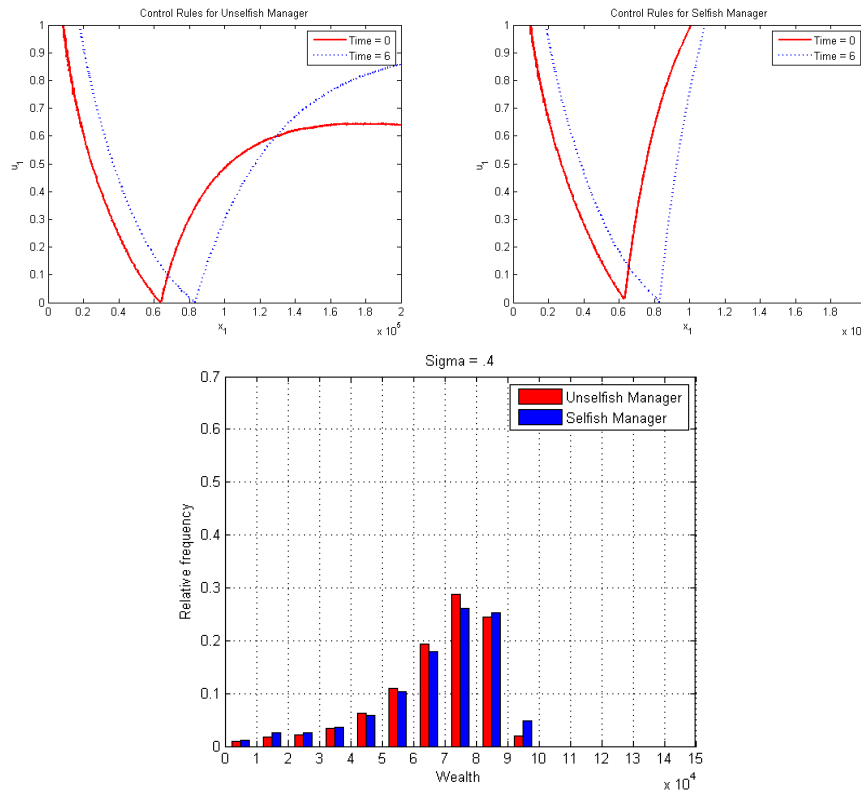 Control Rules for Unselfish Manager
1
0.9
0.8
0.7
0.6
0.5
0.4
0.3
0.2
0.1
0
u1
Time = 0
Time = 6
0 0.2 0.4 0.6 0.8 1 1.2 1.4 1.6 1.8 2
x1
x 10^5
Control Rules for Selfish Manager
1
0.9
0.8
0.7
0.6
0.5
0.4
0.3
0.2
0.1
0
u1
Time = 0
Time = 6
0 0.2 0.4 0.6 0.8 1 1.2 1.4 1.6 1.8
x1
x 10
Sigma = .4
0.7
0.6
0.5
0.4
0.3
0.2
0.1
0
Relative frequency
Unselfish Manager
Selfish Manager
0 1 2 3 4 5 6 7 8 9 10 11 12 13 14 15
Wealth
x 10^4